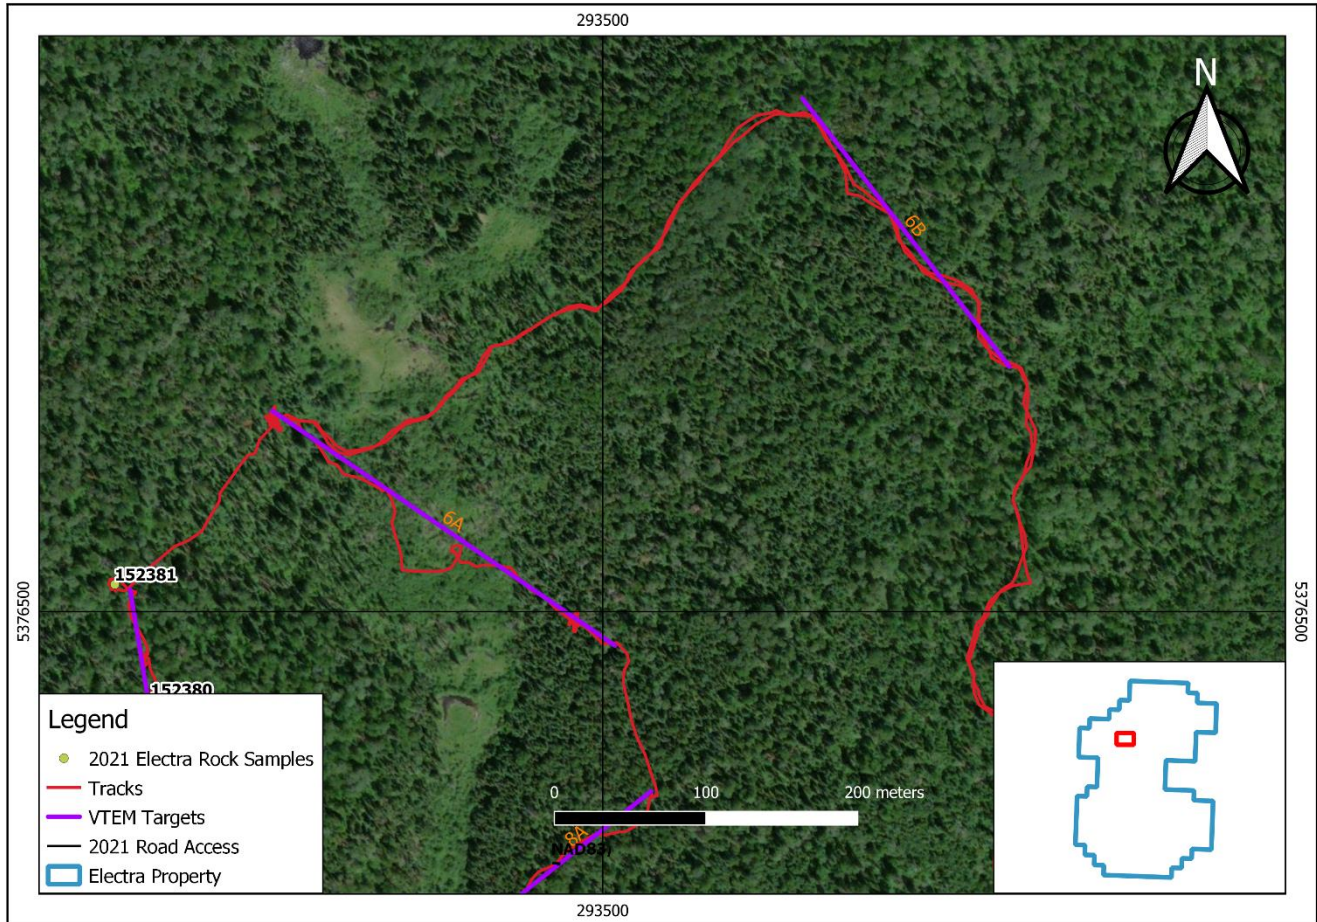 293500
N
6B
6A
152381
5376500
5376500
152380
Legend
2021 Electra Rock Samples
Tracks
VTEM Targets
2021 Road Access
Electra Property
0 100 200 meters
8A
NAD83)
293500